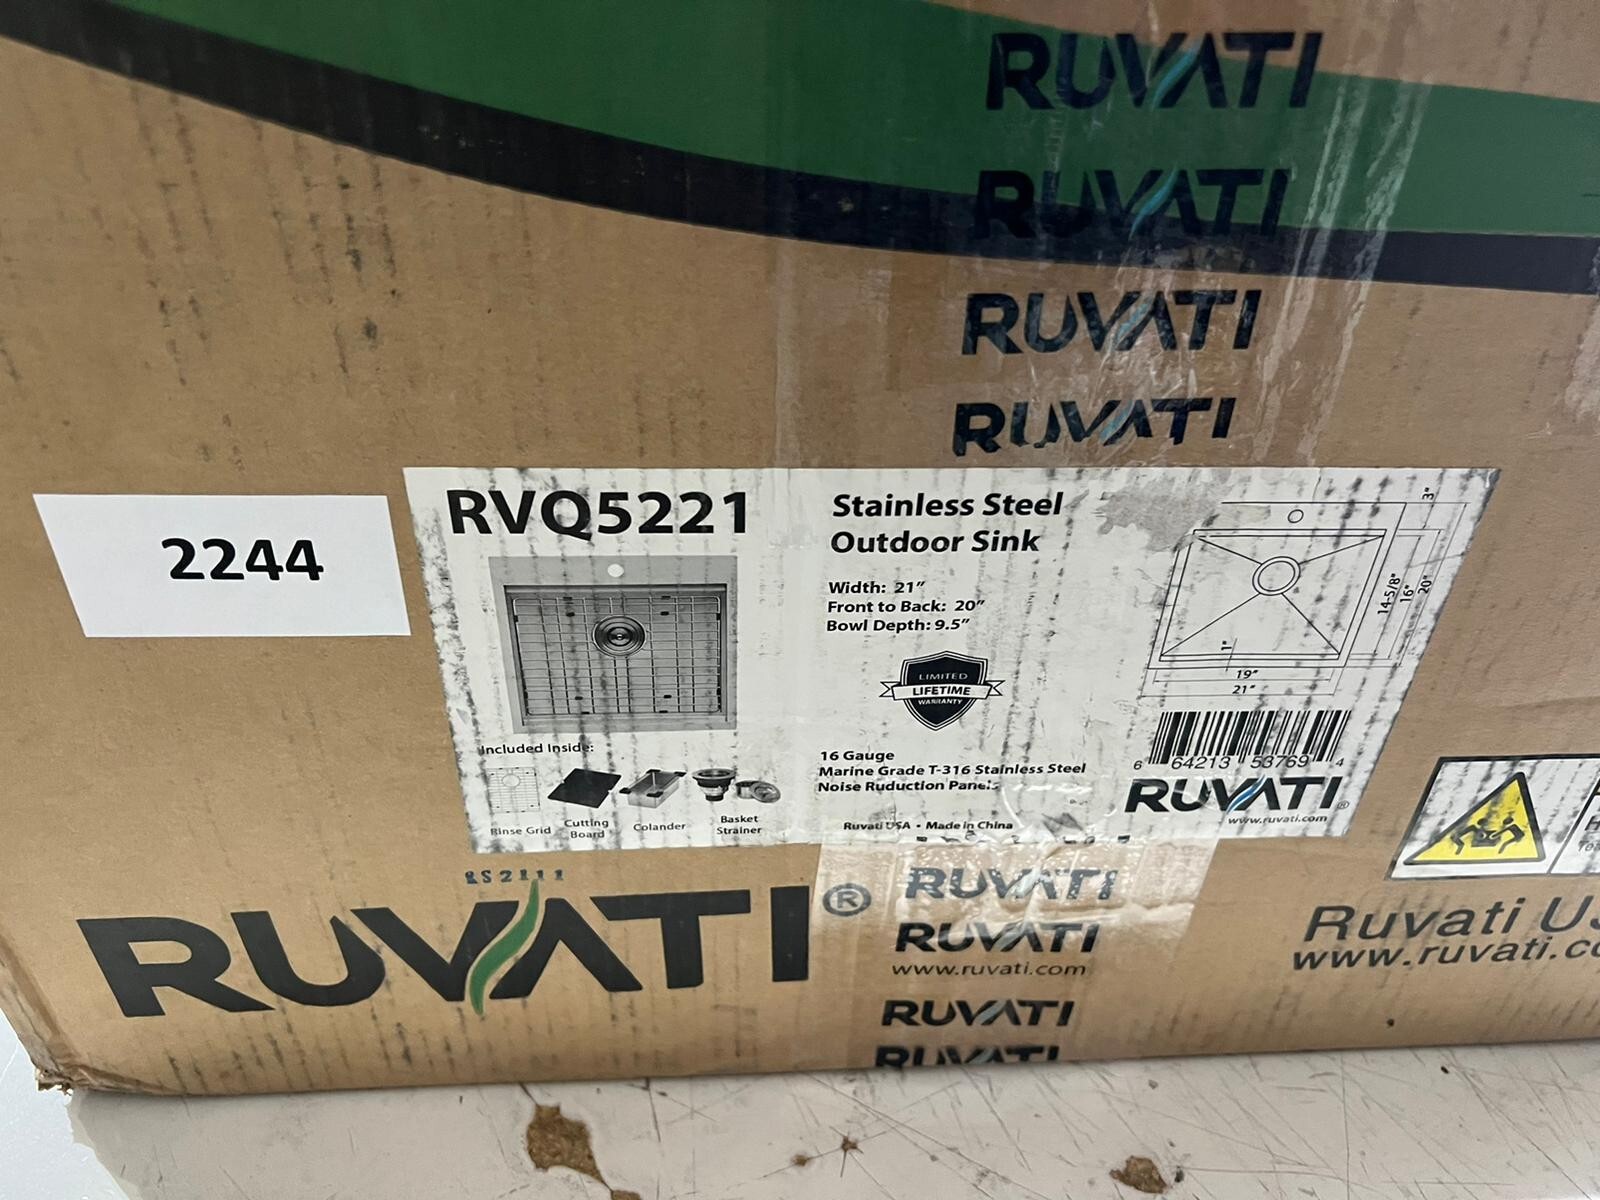 RUVATI
RUVATI
RUVATI
RUVATI
2244
RVQ5221
Stainless Steel
Outdoor Sink
Width: 21"
Front to Back: 20"
Bowl Depth: 9.5"
LIMITED
LIFETIME
WARRANTY
16 Gauge
Marine Grade T-316 Stainless Steel
Noise Ruduction Panels
Ruvati USA • Made in China
Included Inside:
Rinse Grid
Cutting
Board
Colander
Basket
Strainer
3"
14-5/8"
16"
20"
1"
19"
21"
6 64213 53769 4
RUVATI®
www.ruvati.com
RUVATI®
RUVATI
RUVATI
www.ruvati.com
RUVATI
RUVATI
Ruvati
www.ruvati.co